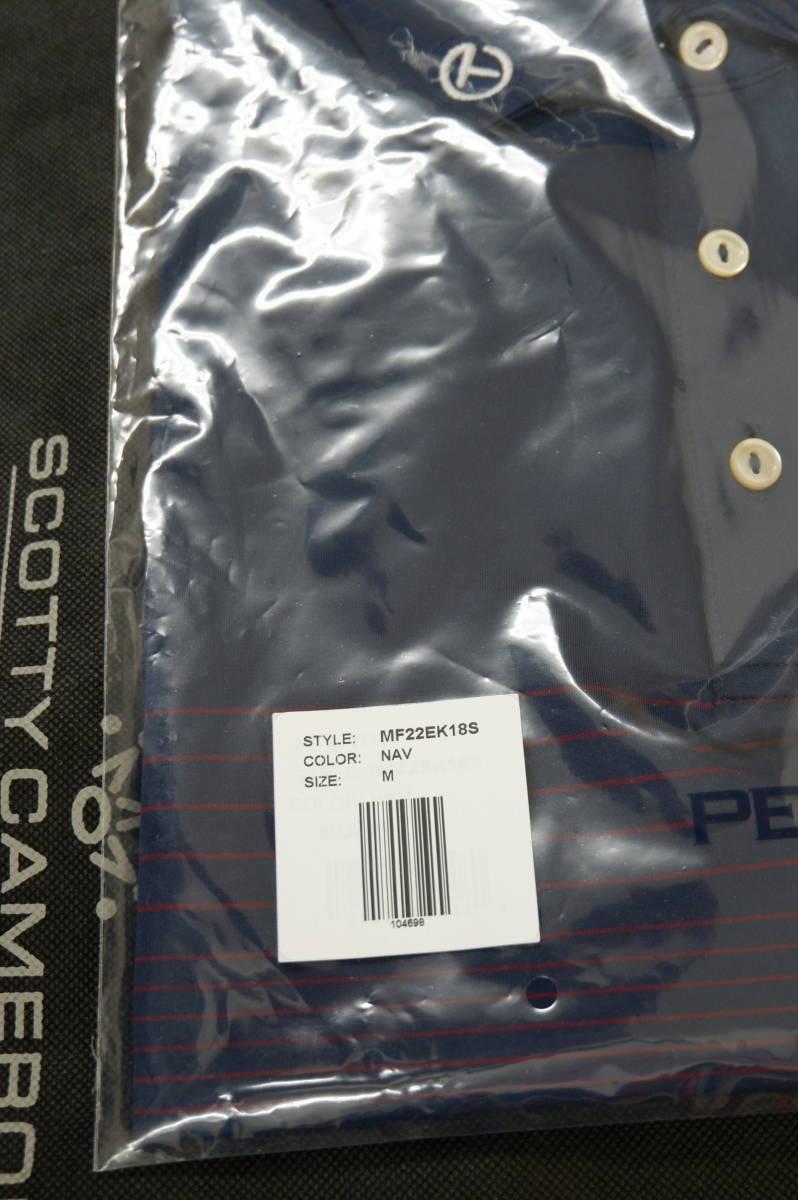 STYLE: MF22EK18S
COLOR: NAV
SIZE: M
104698
PE
SCOTTY CAMERO